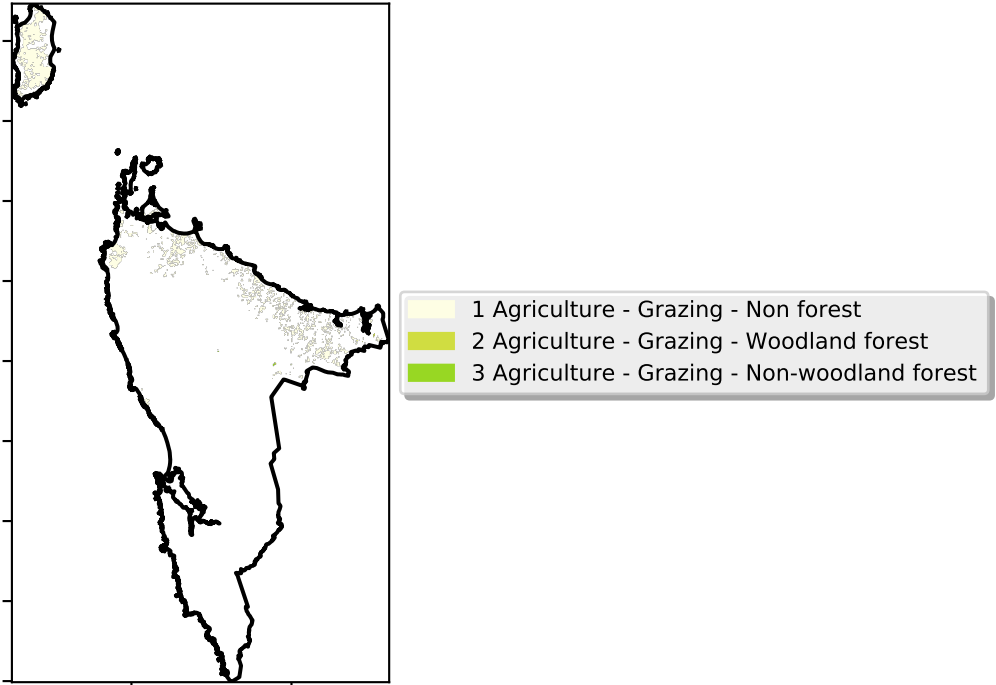 1 Agriculture - Grazing - Non forest
2 Agriculture - Grazing - Woodland forest
3 Agriculture - Grazing - Non-woodland forest